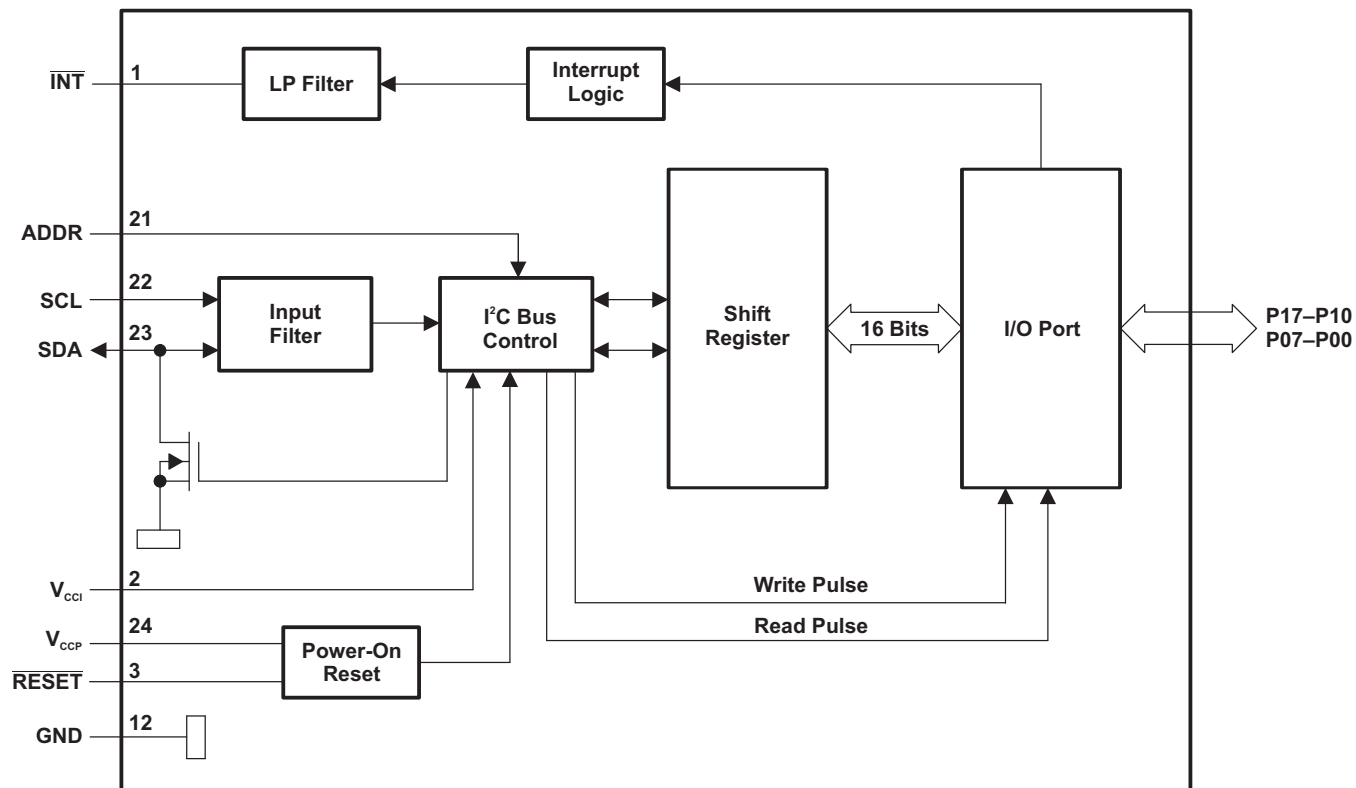 INT
1
LP Filter
Interrupt
Logic
ADDR
21
SCL
22
SDA
23
Input
Filter
I²C Bus
Control
Shift
Register
16 Bits
I/O Port
P17–P10
P07–P00
V_CCI
2
Write Pulse
V_CCP
24
Read Pulse
RESET
3
Power-On
Reset
GND
12